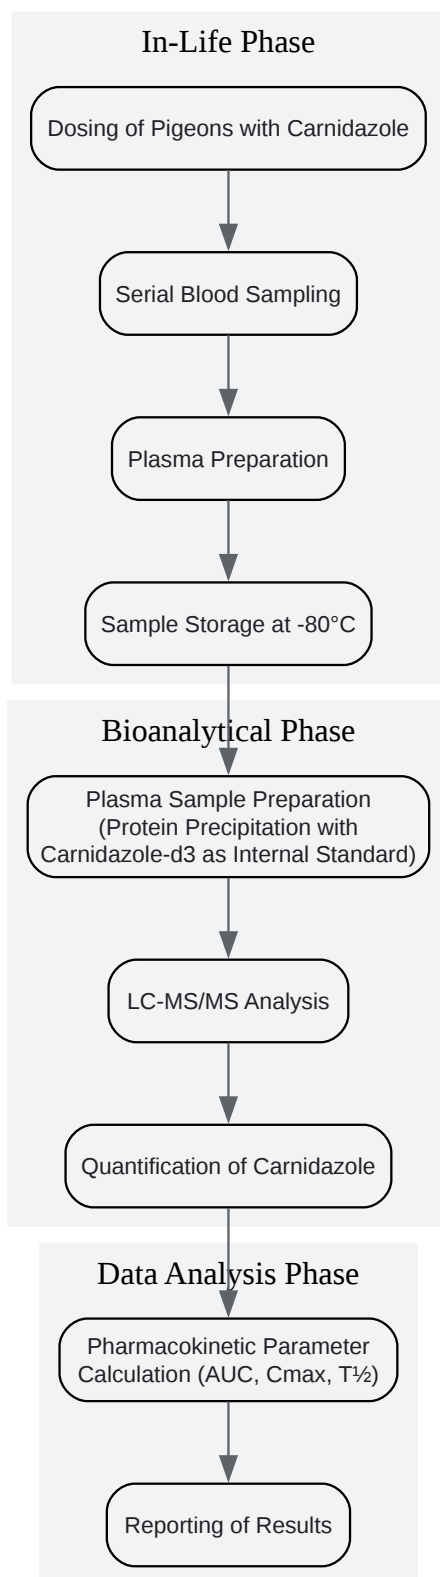 In-Life Phase
Dosing of Pigeons with Carnidazole
Serial Blood Sampling
Plasma Preparation
Sample Storage at -80°C
Bioanalytical Phase
Plasma Sample Preparation
(Protein Precipitation with
Carnidazole-d3 as Internal Standard)
LC-MS/MS Analysis
Quantification of Carnidazole
Data Analysis Phase
Pharmacokinetic Parameter
Calculation (AUC, Cmax, T½)
Reporting of Results